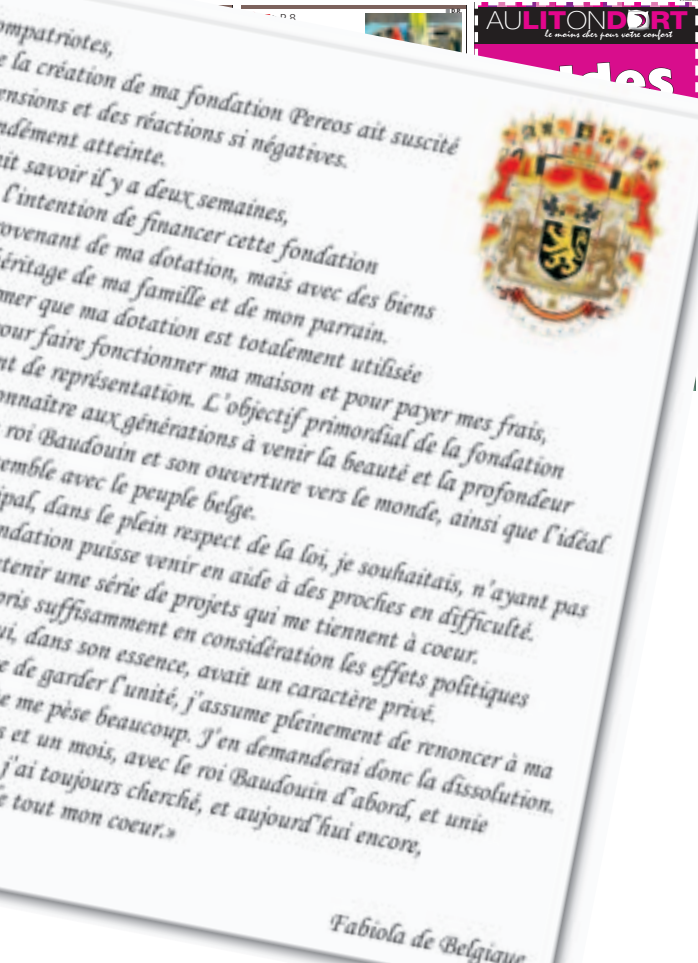 P.8
AULITONDORT
le moins cher pour votre confort
des
ompatriotes,
e la création de ma fondation Pereos ait suscité
ensions et des réactions si négatives.
ndément atteinte.
ait savoir il y a deux semaines,
l'intention de financer cette fondation
rovenant de ma dotation, mais avec des biens
éritage de ma famille et de mon parrain.
mer que ma dotation est totalement utilisée
our faire fonctionner ma maison et pour payer mes frais,
nt de représentation. L'objectif primordial de la fondation
onnaître aux générations à venir la beauté et la profondeur
roi Baudouin et son ouverture vers le monde, ainsi que l'idéal
semble avec le peuple belge.
ipal, dans le plein respect de la loi, je souhaitais, n'ayant pas
ndation puisse venir en aide à des proches en difficulté.
tenir une série de projets qui me tiennent à coeur.
pris suffisamment en considération les effets politiques
ui, dans son essence, avait un caractère privé.
e de garder l'unité, j'assume pleinement de renoncer à ma
e me pèse beaucoup. J'en demanderai donc la dissolution.
s et un mois, avec le roi Baudouin d'abord, et unie
j'ai toujours cherché, et aujourd'hui encore,
e tout mon coeur.»
Fabiola de Belgique